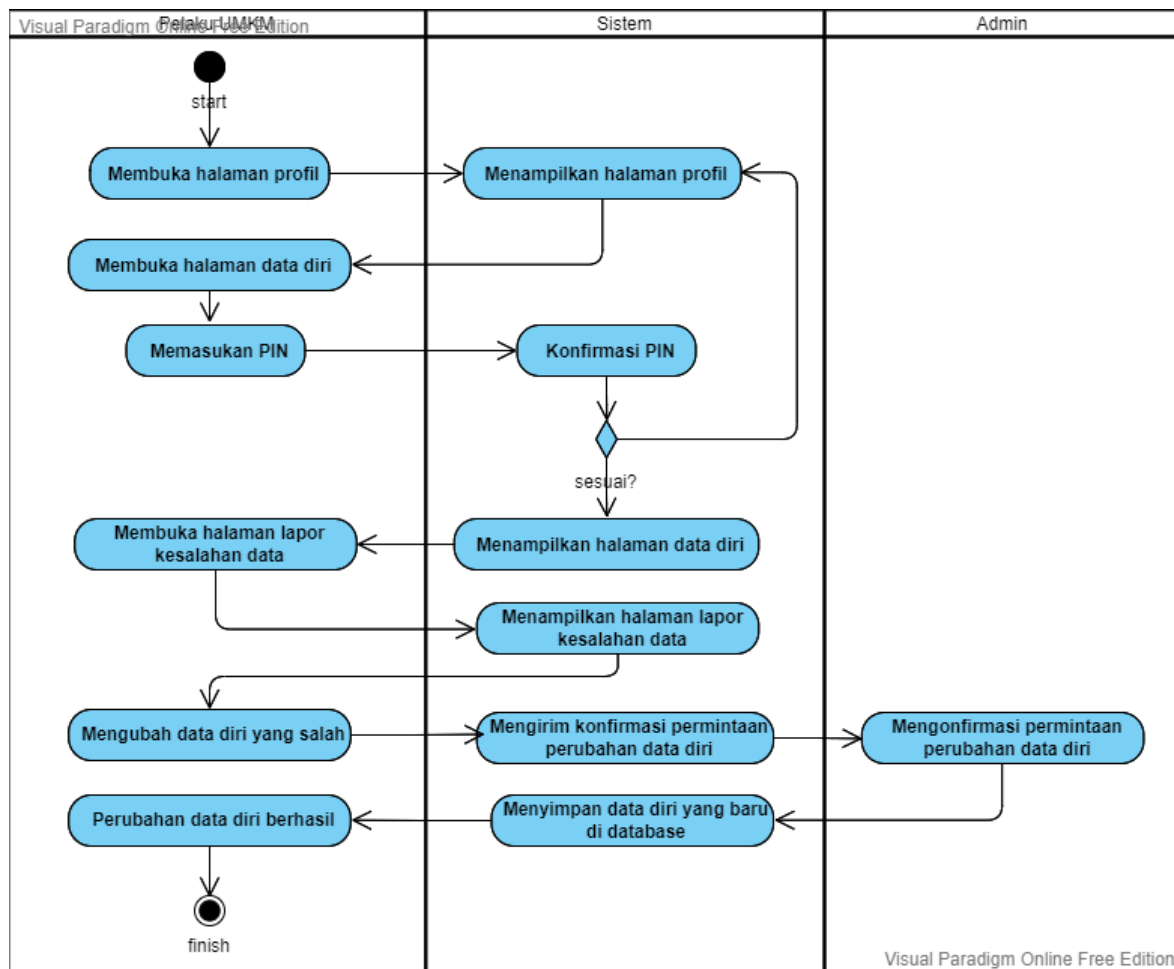 Visual Paradigm Online Free Edition
Pelaku UMKM
Sistem
Admin
start
Membuka halaman profil
Menampilkan halaman profil
Membuka halaman data diri
Memasukan PIN
Konfirmasi PIN
sesuai?
Membuka halaman lapor
kesalahan data
Menampilkan halaman data diri
Menampilkan halaman lapor
kesalahan data
Mengubah data diri yang salah
Mengirim konfirmasi permintaan
perubahan data diri
Mengonfirmasi permintaan
perubahan data diri
Perubahan data diri berhasil
Menyimpan data diri yang baru
di database
finish
Visual Paradigm Online Free Edition